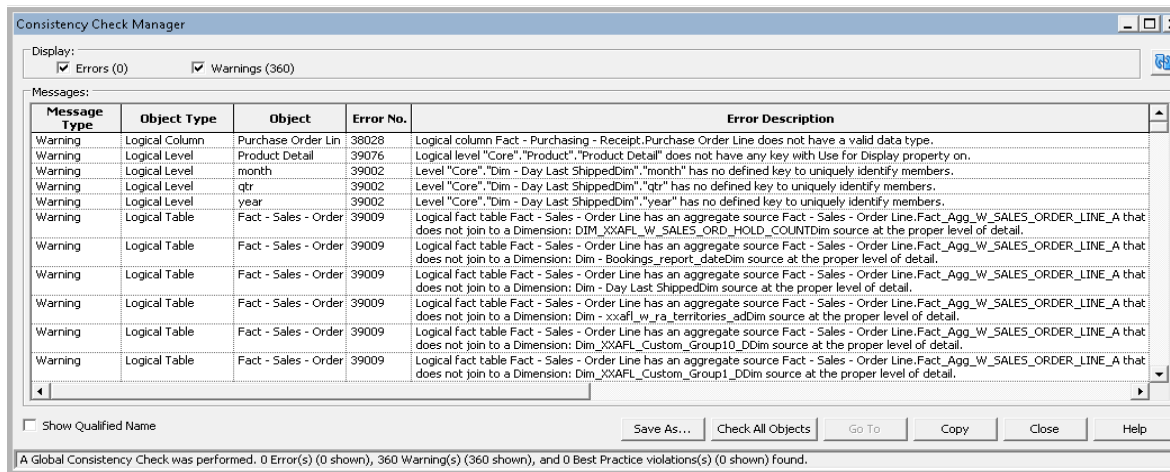 Consistency Check Manager
Display:
Errors (0) Warnings (360)
Messages:
Message Type Object Type Object Error No. Error Description
Warning Logical Column Purchase Order Lin 38028 Logical column Fact - Purchasing - Receipt.Purchase Order Line does not have a valid data type.
Warning Logical Level Product Detail 39076 Logical level "Core"."Product"."Product Detail" does not have any key with Use for Display property on.
Warning Logical Level month 39002 Level "Core"."Dim - Day Last ShippedDim"."month" has no defined key to uniquely identify members.
Warning Logical Level qtr 39002 Level "Core"."Dim - Day Last ShippedDim"."qtr" has no defined key to uniquely identify members.
Warning Logical Level year 39002 Level "Core"."Dim - Day Last ShippedDim"."year" has no defined key to uniquely identify members.
Warning Logical Table Fact - Sales - Order 39009 Logical fact table Fact - Sales - Order Line has an aggregate source Fact - Sales - Order Line.Fact_Agg_W_SALES_ORDER_LINE_A that
does not join to a Dimension: DIM_XXAFL_W_SALES_ORD_HOLD_COUNTDim source at the proper level of detail.
Warning Logical Table Fact - Sales - Order 39009 Logical fact table Fact - Sales - Order Line has an aggregate source Fact - Sales - Order Line.Fact_Agg_W_SALES_ORDER_LINE_A that
does not join to a Dimension: Dim - Bookings_report_dateDim source at the proper level of detail.
Warning Logical Table Fact - Sales - Order 39009 Logical fact table Fact - Sales - Order Line has an aggregate source Fact - Sales - Order Line.Fact_Agg_W_SALES_ORDER_LINE_A that
does not join to a Dimension: Dim - Day Last ShippedDim source at the proper level of detail.
Warning Logical Table Fact - Sales - Order 39009 Logical fact table Fact - Sales - Order Line has an aggregate source Fact - Sales - Order Line.Fact_Agg_W_SALES_ORDER_LINE_A that
does not join to a Dimension: Dim - xxafl_w_ra_territories_adDim source at the proper level of detail.
Warning Logical Table Fact - Sales - Order 39009 Logical fact table Fact - Sales - Order Line has an aggregate source Fact - Sales - Order Line.Fact_Agg_W_SALES_ORDER_LINE_A that
does not join to a Dimension: Dim_XXAFL_Custom_Group10_DDim source at the proper level of detail.
Warning Logical Table Fact - Sales - Order 39009 Logical fact table Fact - Sales - Order Line has an aggregate source Fact - Sales - Order Line.Fact_Agg_W_SALES_ORDER_LINE_A that
does not join to a Dimension: Dim_XXAFL_Custom_Group1_DDim source at the proper level of detail.
Show Qualified Name Save As... Check All Objects Go To Copy Close Help
A Global Consistency Check was performed. 0 Error(s) (0 shown), 360 Warning(s) (360 shown), and 0 Best Practice violations(s) (0 shown) found.